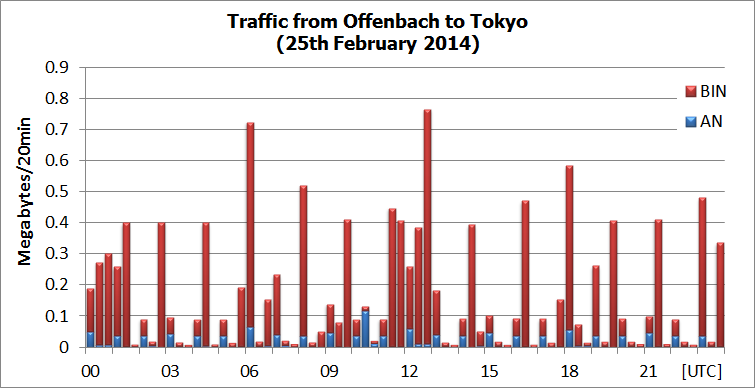 Traffic from Offenbach to Tokyo
(25th February 2014)
Megabytes/20min
0.9
0.8
0.7
0.6
0.5
0.4
0.3
0.2
0.1
0
BIN
AN
00 03 06 09 12 15 18 21 [UTC]